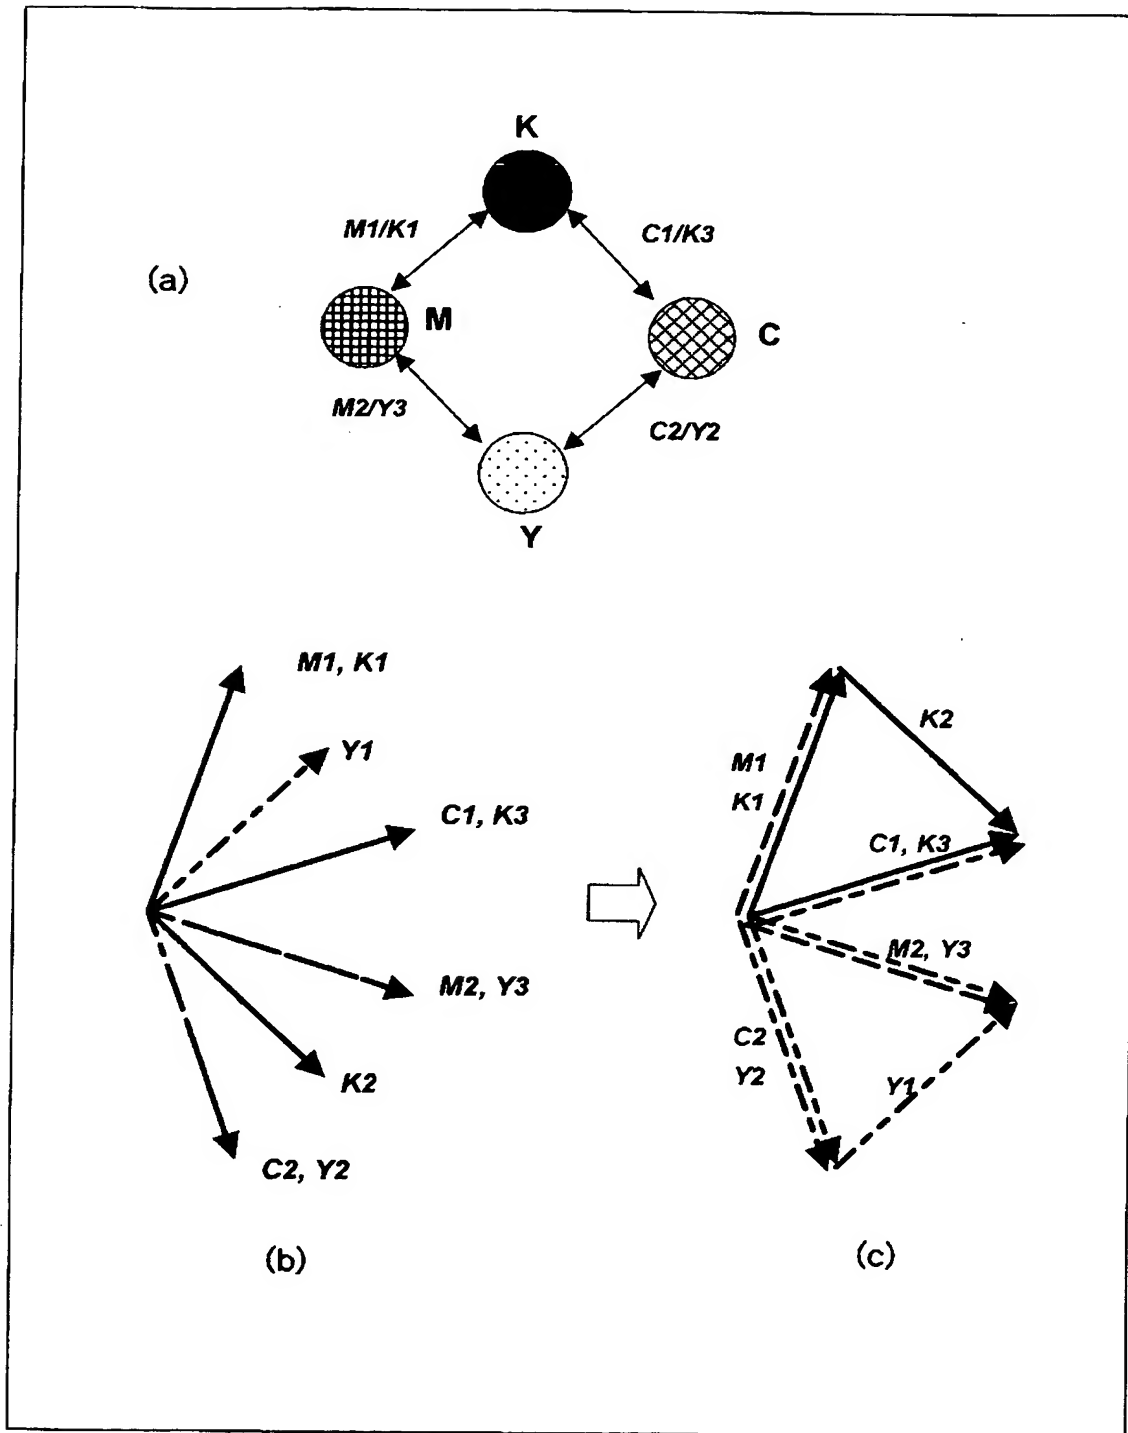 K
M1/K1
C1/K3
(a)
M
C
M2/Y3
C2/Y2
Y
M1, K1
Y1
C1, K3
M2, Y3
K2
C2, Y2
(b)
K2
M1
K1
C1, K3
M2, Y3
C2
Y2
Y1
(c)